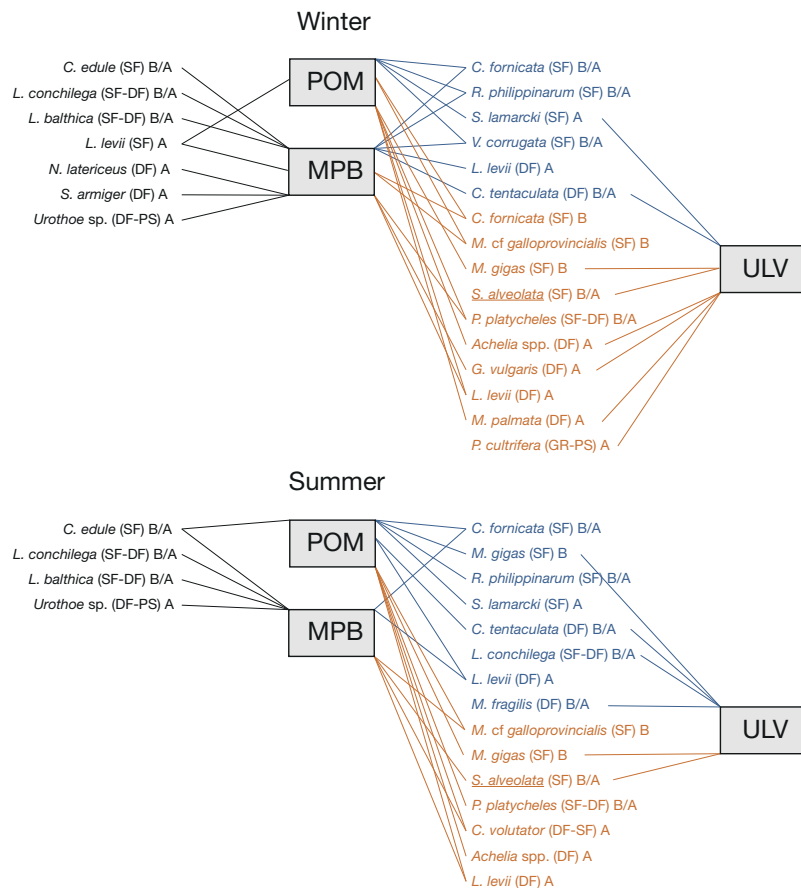 Winter
C. edule (SF) B/A
L. conchilega (SF-DF) B/A
L. balthica (SF-DF) B/A
L. levii (SF) A
N. latericeus (DF) A
S. armiger (DF) A
Urothoe sp. (DF-PS) A
POM
MPB
C. fornicata (SF) B/A
R. philippinarum (SF) B/A
S. lamarcki (SF) A
V. corrugata (SF) B/A
L. levii (DF) A
C. tentaculata (DF) B/A
C. fornicata (SF) B
M. cf galloprovincialis (SF) B
M. gigas (SF) B
S. alveolata (SF) B/A
P. platycheles (SF-DF) B/A
Achelia spp. (DF) A
G. vulgaris (DF) A
L. levii (DF) A
M. palmata (DF) A
P. cultrifera (GR-PS) A
ULV
Summer
C. edule (SF) B/A
L. conchilega (SF-DF) B/A
L. balthica (SF-DF) B/A
Urothoe sp. (DF-PS) A
POM
MPB
C. fornicata (SF) B/A
M. gigas (SF) B
R. philippinarum (SF) B/A
S. lamarcki (SF) A
C. tentaculata (DF) B/A
L. conchilega (SF-DF) B/A
L. levii (DF) A
M. fragilis (DF) B/A
M. cf galloprovincialis (SF) B
M. gigas (SF) B
S. alveolata (SF) B/A
P. platycheles (SF-DF) B/A
C. volutator (DF-SF) A
Achelia spp. (DF) A
L. levii (DF) A
ULV